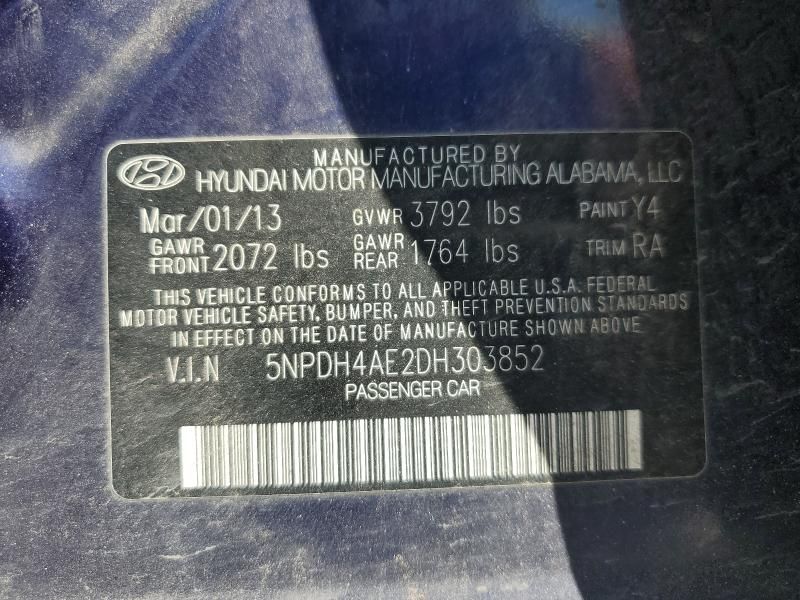 MANUFACTURED BY
HYUNDAI MOTOR MANUFACTURING ALABAMA, LLC
Mar/01/13 GVWR 3792 lbs PAINT Y4
GAWR FRONT 2072 lbs GAWR REAR 1764 lbs TRIM RA
THIS VEHICLE CONFORMS TO ALL APPLICABLE U.S.A. FEDERAL
MOTOR VEHICLE SAFETY, BUMPER, AND THEFT PREVENTION STANDARDS
IN EFFECT ON THE DATE OF MANUFACTURE SHOWN ABOVE
V.I.N 5NPDH4AE2DH303852
PASSENGER CAR